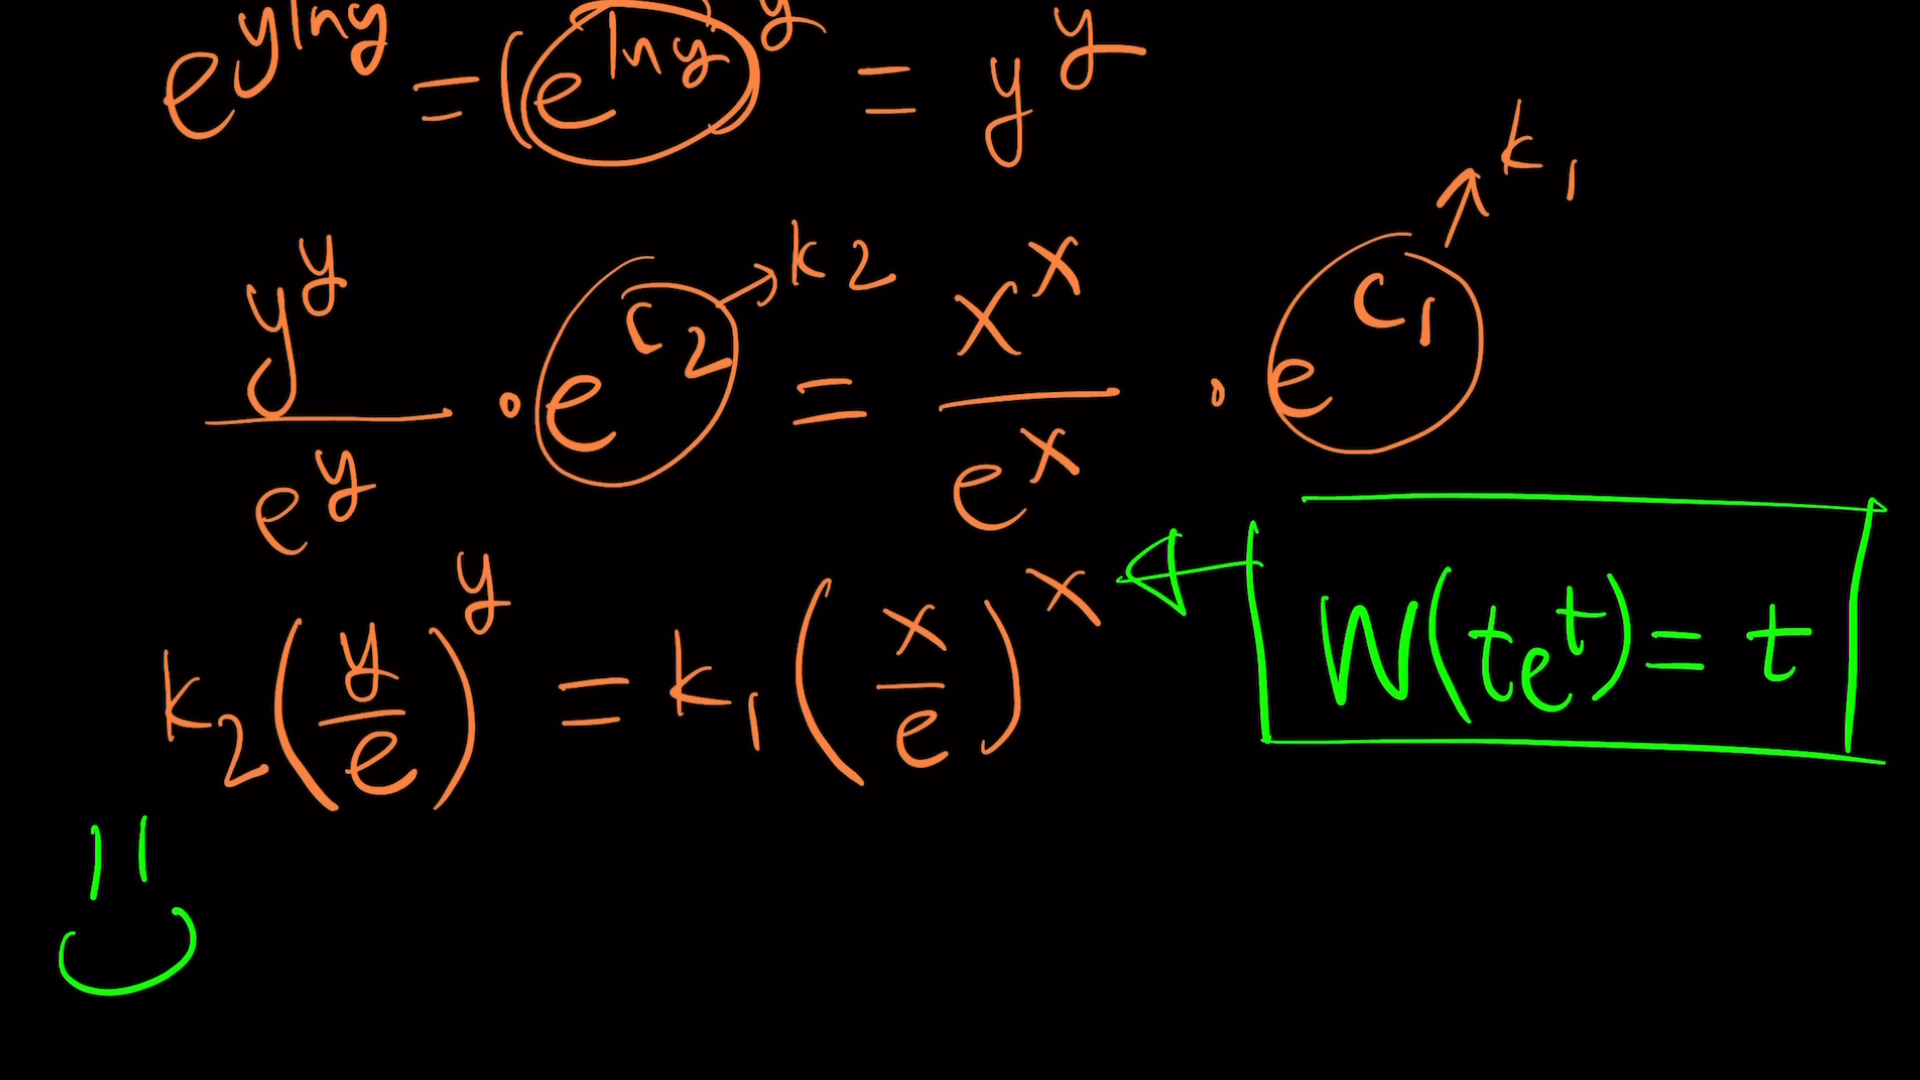 e^{y ln y} = (e^{ln y})^y = y^y
y^y / e^y · e^{c_2} → k_2 = x^x / e^x · e^{c_1} → k_1
k_2 (y/e)^y = k_1 (x/e)^x
W(te^t) = t